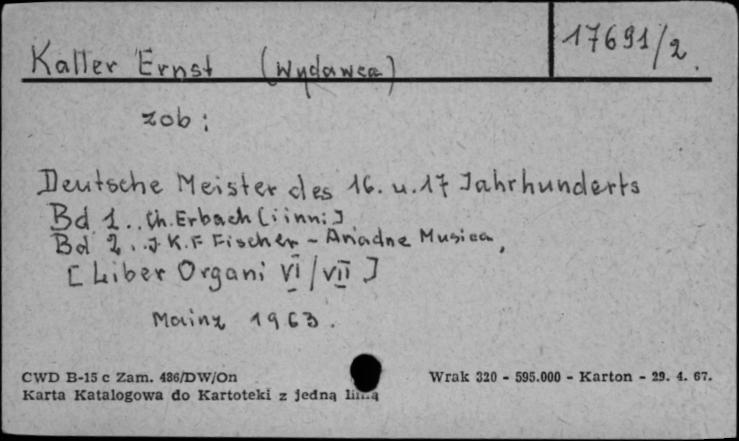 Kaller Ernst (Wydawca) 17691/2.
zob:
Deutsche Meister des 16. u. 17 Jahrhunderts
Bd 1.. Ch. Erbach [i inni]
Bd 2.. J K. F Fischer - Ariadne Musica,
[Liber Organi VI/VII]
Mainz 1963.
CWD B-15 c Zam. 486/DW/On Wrak 320 - 595.000 - Karton - 29. 4. 67.
Karta Katalogowa do Kartoteki z jedną linią